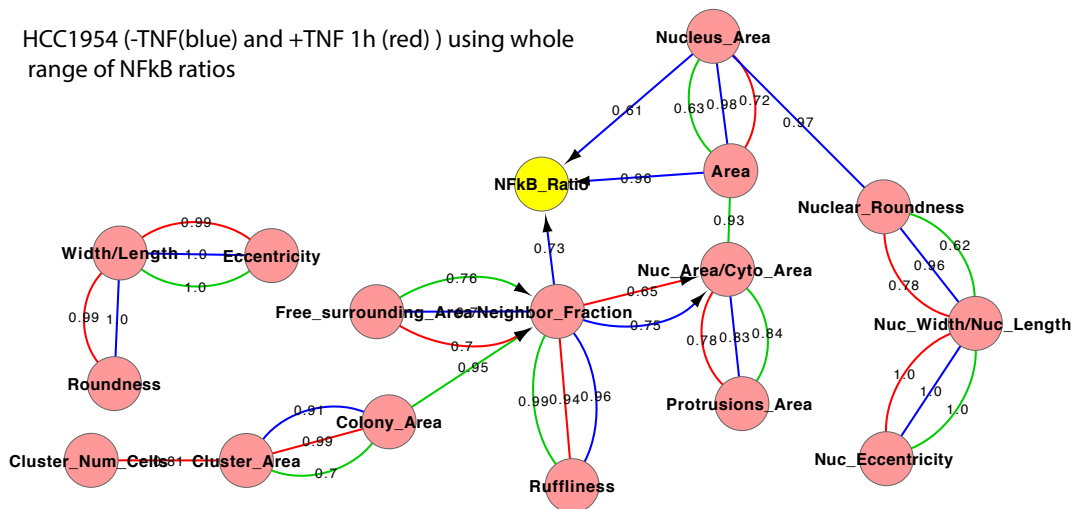 HCC1954 (-TNF(blue) and +TNF 1h (red) ) using whole
range of NFkB ratios
Nucleus_Area
0.61
0.63
0.98
0.72
0.97
NFkB_Ratio
0.96
Area
Nuclear_Roundness
0.93
0.99
Width/Length
1.0
Eccentricity
1.0
0.73
0.62
0.96
0.78
0.76
Nuc_Area/Cyto_Area
0.65
Free_surrounding_Area/Neighbor_Fraction
0.7
0.75
0.99
1.0
Nuc_Width/Nuc_Length
0.78
0.83
0.84
0.95
Roundness
1.0
1.0
1.0
0.91
Colony_Area
0.99
0.99
0.94
0.96
Protrusions_Area
Cluster_Num_Cells
0.81
Cluster_Area
0.7
Nuc_Eccentricity
Ruffliness